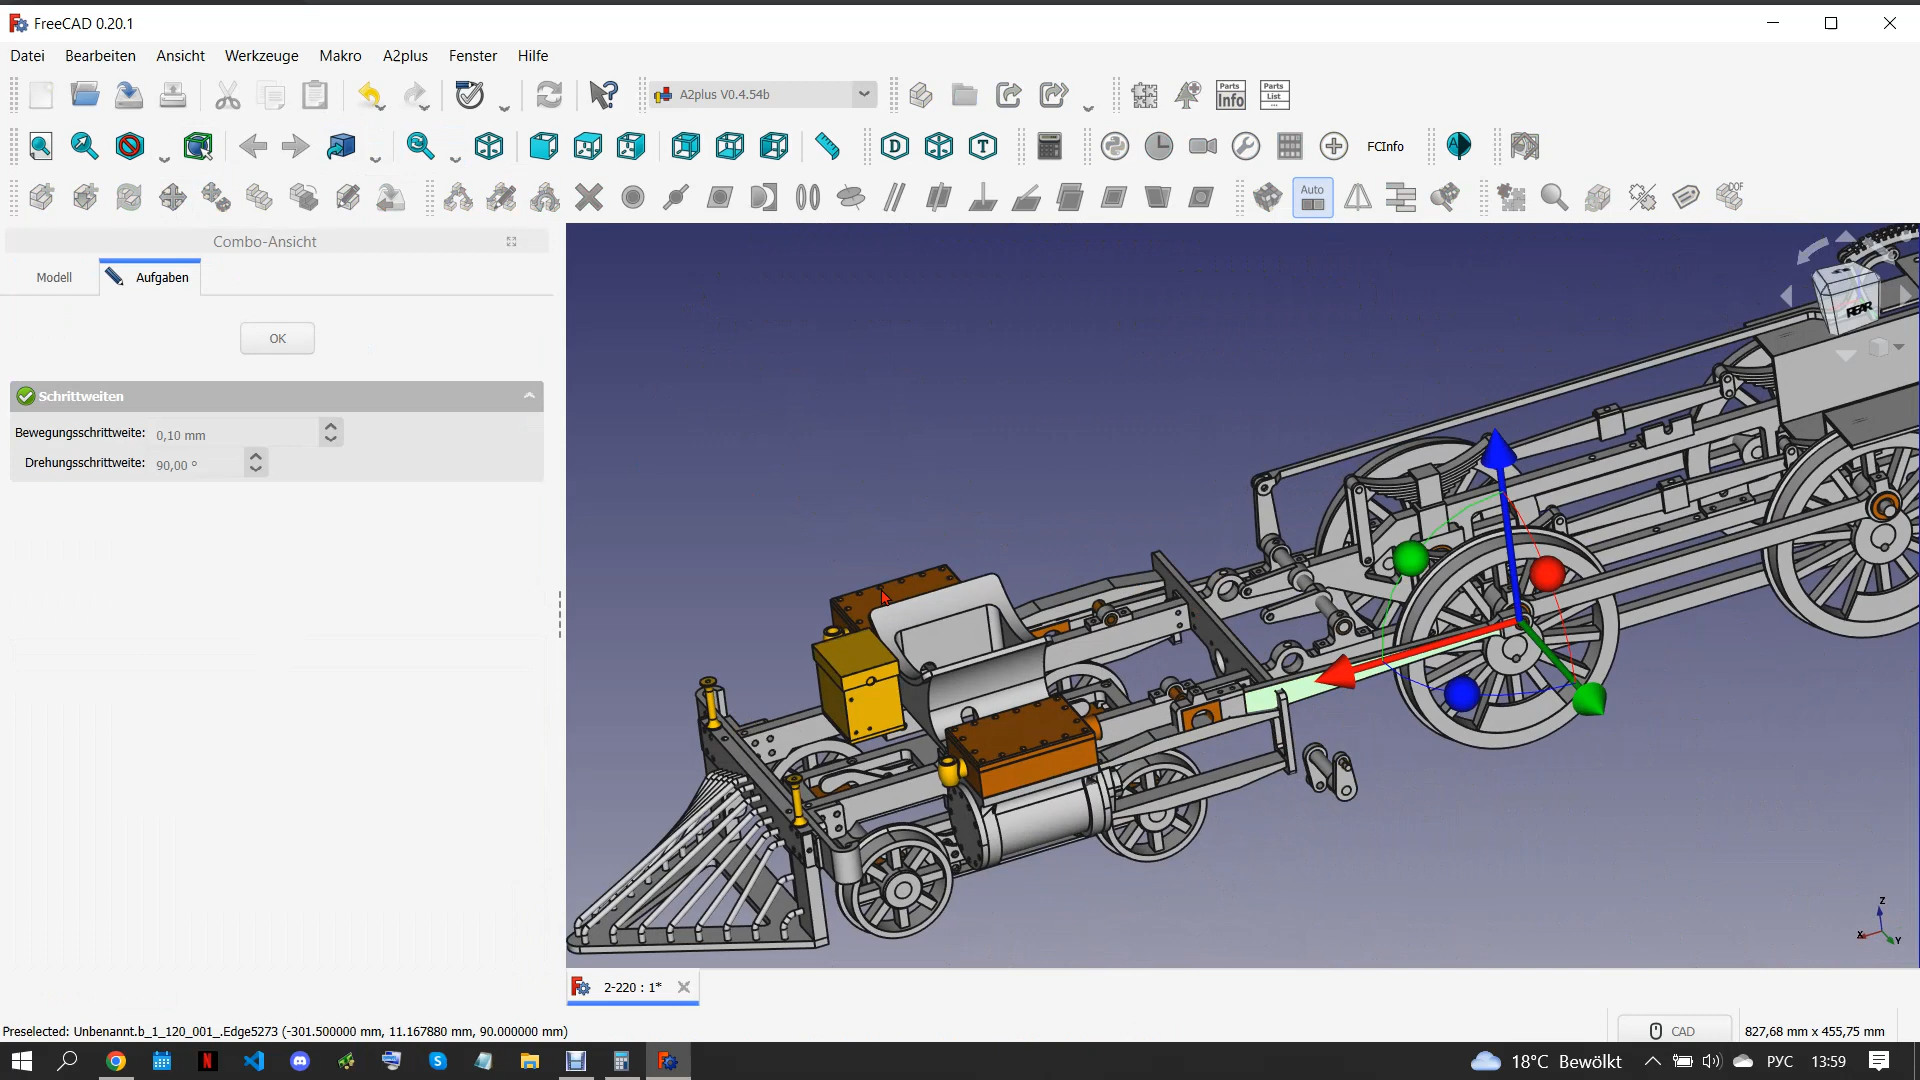 FreeCAD 0.20.1
Datei Bearbeiten Ansicht Werkzeuge Makro A2plus Fenster Hilfe
A2plus V0.4.54b
Parts Info
Parts List
D T
FCInfo
Auto
DOF
Combo-Ansicht
Modell Aufgaben
OK
Schrittweiten
Bewegungsschrittweite: 0,10 mm
Drehungsschrittweite: 90,00 °
REAR
Z
X
Y
2-220 : 1*
Preselected: Unbenannt.b_1_120_001_.Edge5273 (-301.500000 mm, 11.167880 mm, 90.000000 mm)
CAD
827,68 mm x 455,75 mm
18°C Bewölkt
РУС
13:59